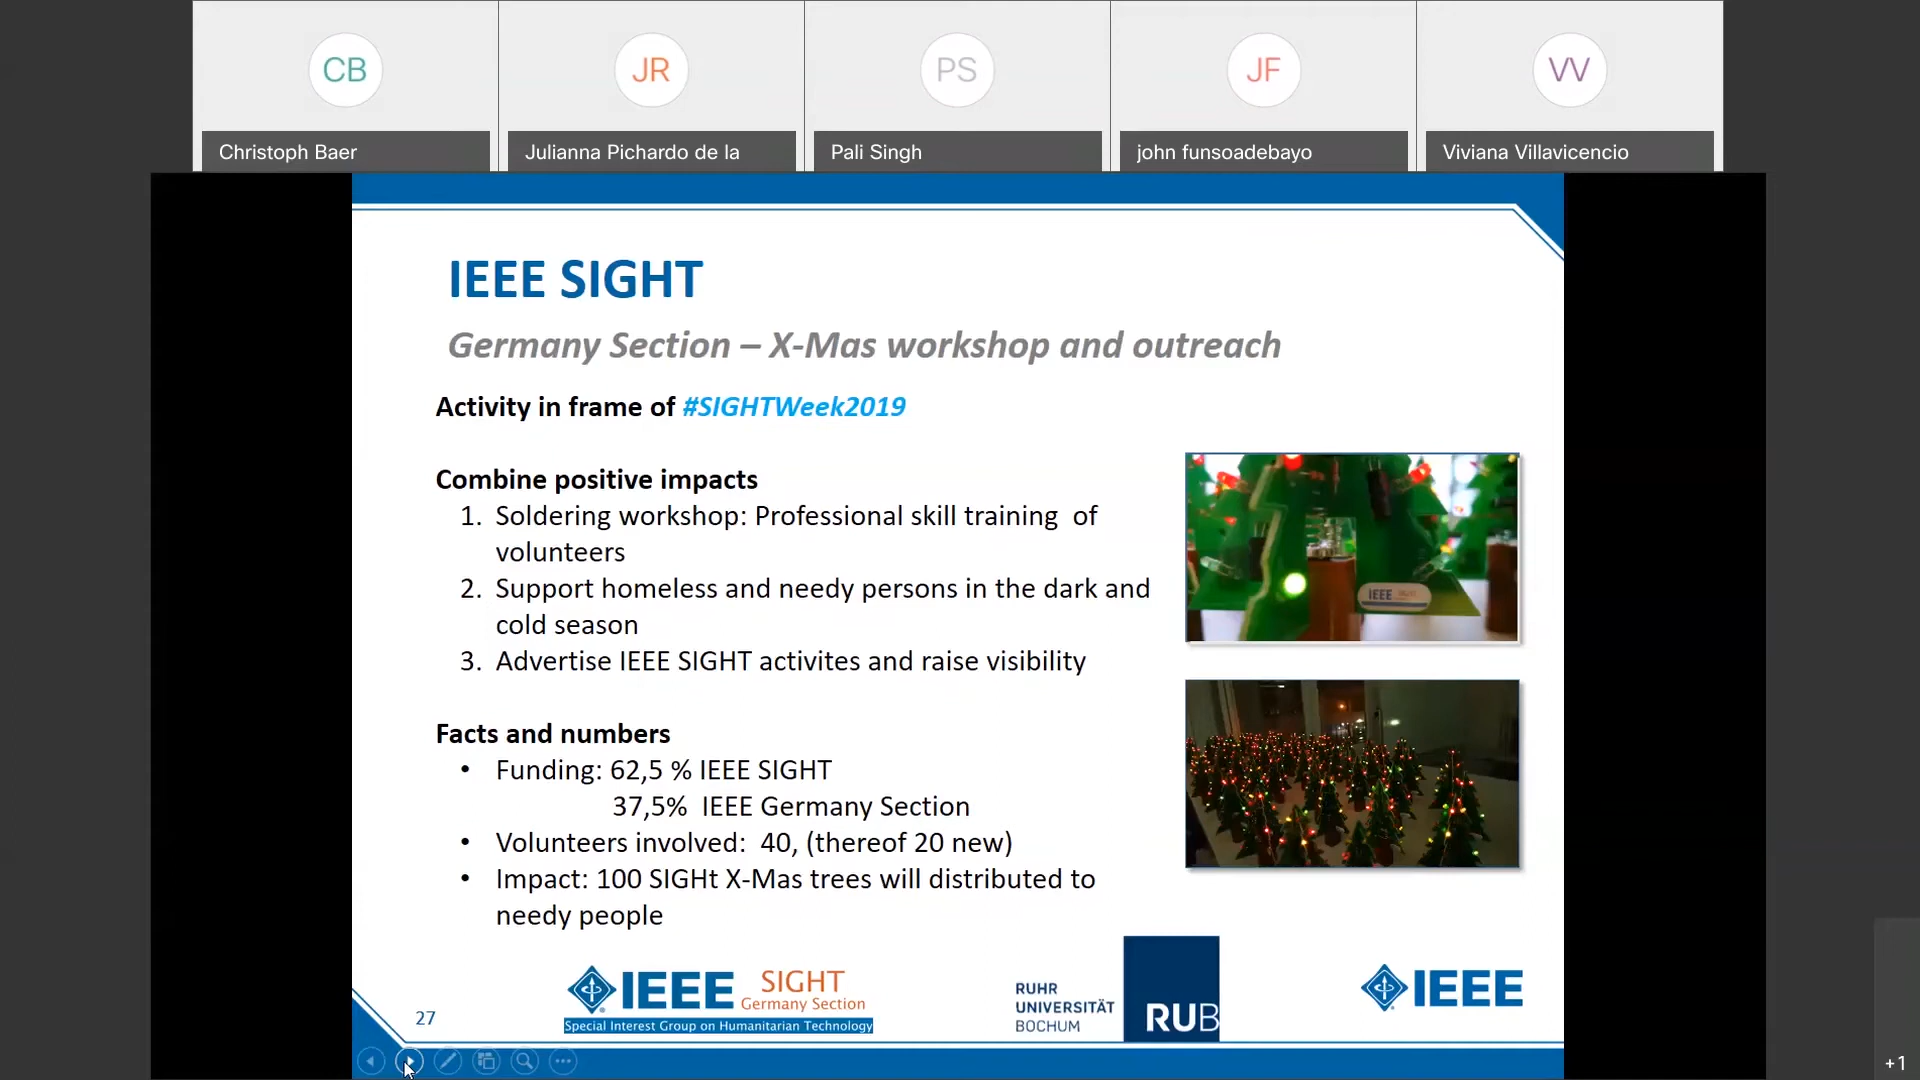 CB
JR
PS
JF
VV
Christoph Baer
Julianna Pichardo de la
Pali Singh
john funsoadebayo
Viviana Villavicencio
IEEE SIGHT
Germany Section – X-Mas workshop and outreach
Activity in frame of #SIGHTWeek2019
Combine positive impacts
1. Soldering workshop: Professional skill training of
volunteers
2. Support homeless and needy persons in the dark and
cold season
3. Advertise IEEE SIGHT activites and raise visibility
Facts and numbers
• Funding: 62,5 % IEEE SIGHT
37,5% IEEE Germany Section
• Volunteers involved: 40, (thereof 20 new)
• Impact: 100 SIGHt X-Mas trees will distributed to
needy people
IEEE SIGHT
27
IEEE SIGHT
Germany Section
Special Interest Group on Humanitarian Technology
RUHR
UNIVERSITÄT
BOCHUM
RUB
IEEE
+1